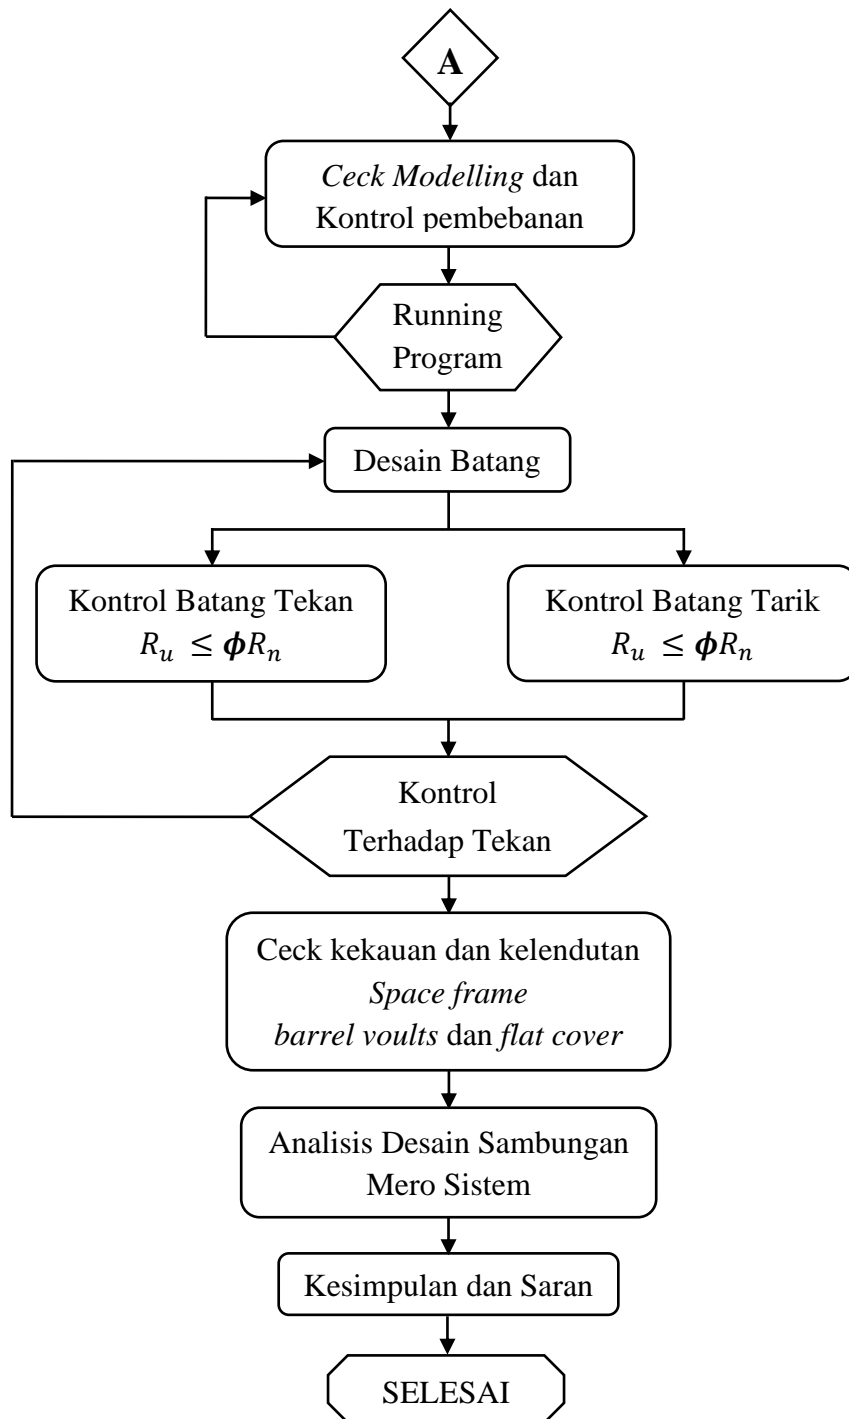 A
Ceck Modelling dan
Kontrol pembebanan
Running
Program
Desain Batang
Kontrol Batang Tekan
R_u ≤ ϕR_n
Kontrol Batang Tarik
R_u ≤ ϕR_n
Kontrol
Terhadap Tekan
Ceck kekauan dan kelendutan
Space frame
barrel voults dan flat cover
Analisis Desain Sambungan
Mero Sistem
Kesimpulan dan Saran
SELESAI